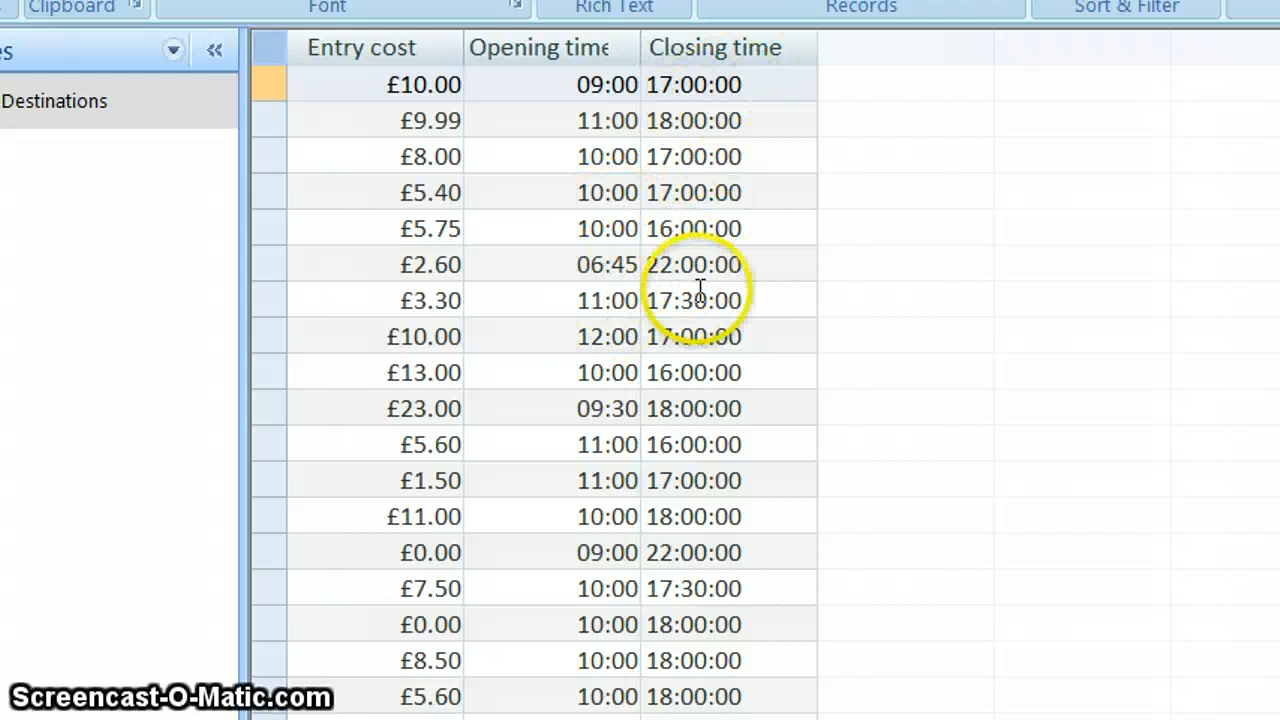 Clipboard Font Rich Text Records Sort & Filter
es
Entry cost Opening time Closing time
Destinations
£10.00 09:00 17:00:00
£9.99 11:00 18:00:00
£8.00 10:00 17:00:00
£5.40 10:00 17:00:00
£5.75 10:00 16:00:00
£2.60 06:45 22:00:00
£3.30 11:00 17:30:00
£10.00 12:00 17:00:00
£13.00 10:00 16:00:00
£23.00 09:30 18:00:00
£5.60 11:00 16:00:00
£1.50 11:00 17:00:00
£11.00 10:00 18:00:00
£0.00 09:00 22:00:00
£7.50 10:00 17:30:00
£0.00 10:00 18:00:00
£8.50 10:00 18:00:00
£5.60 10:00 18:00:00
Screencast-O-Matic.com